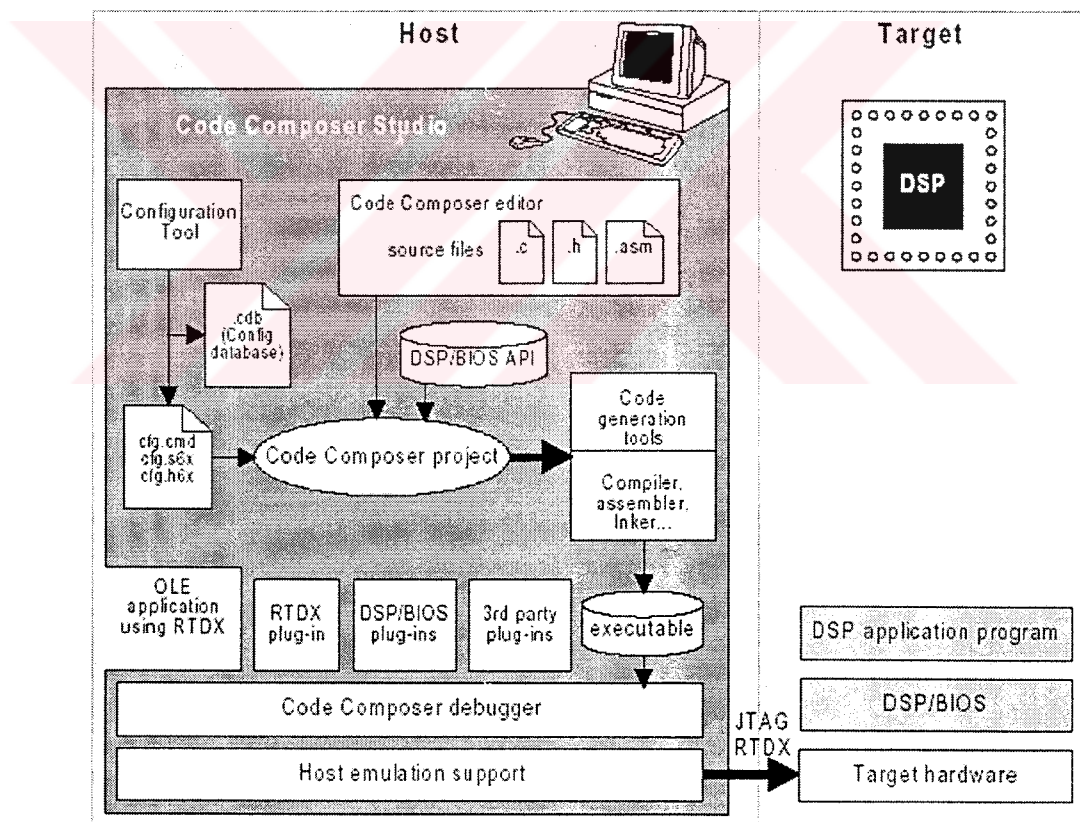 Host
Target
Code Composer Studio
DSP
Configuration
Tool
Code Composer editor
source files
.c
.h
.asm
.cdb
(Config
database)
DSP/BIOS API
cfg.cmd
cfg.s6x
cfg.h6x
Code Composer project
Code
generation
tools
Compiler,
assembler,
linker...
OLE
application
using RTDX
RTDX
plug-in
DSP/BIOS
plug-ins
3rd party
plug-ins
executable
DSP application program
Code Composer debugger
DSP/BIOS
JTAG
RTDX
Host emulation support
Target hardware